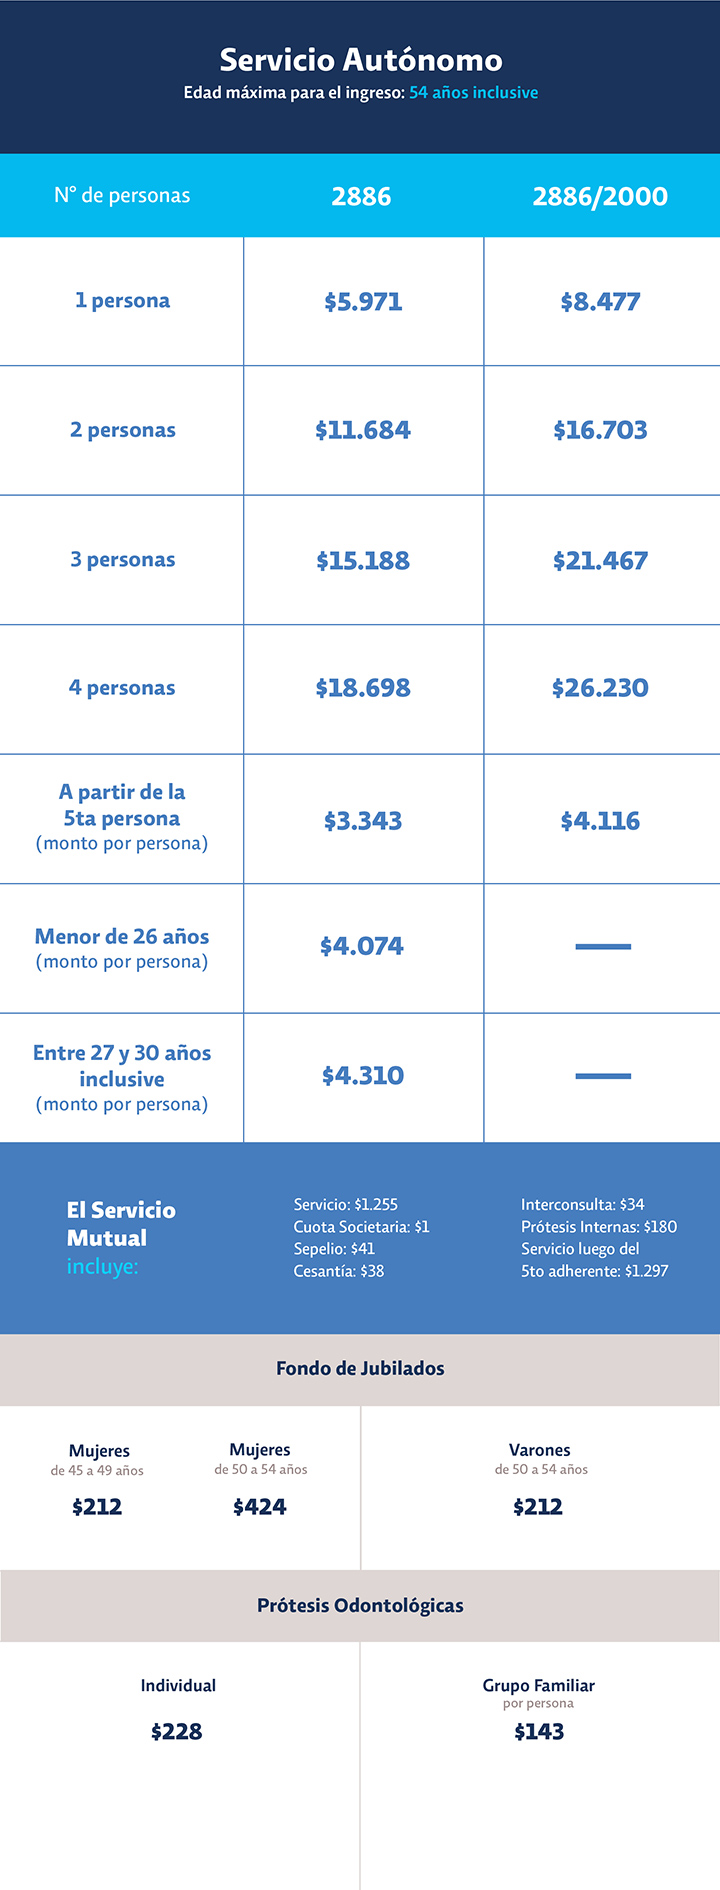 Servicio Autónomo
Edad máxima para el ingreso: 54 años inclusive
N° de personas 2886 2886/2000
1 persona $5.971 $8.477
2 personas $11.684 $16.703
3 personas $15.188 $21.467
4 personas $18.698 $26.230
A partir de la
5ta persona
(monto por persona)
$3.343 $4.116
Menor de 26 años
(monto por persona)
$4.074 —
Entre 27 y 30 años
inclusive
(monto por persona)
$4.310 —
El Servicio
Mutual
incluye:
Servicio: $1.255
Cuota Societaria: $1
Sepelio: $41
Cesantía: $38
Interconsulta: $34
Prótesis Internas: $180
Servicio luego del
5to adherente: $1.297
Fondo de Jubilados
Mujeres
de 45 a 49 años
$212
Mujeres
de 50 a 54 años
$424
Varones
de 50 a 54 años
$212
Prótesis Odontológicas
Individual
$228
Grupo Familiar
por persona
$143